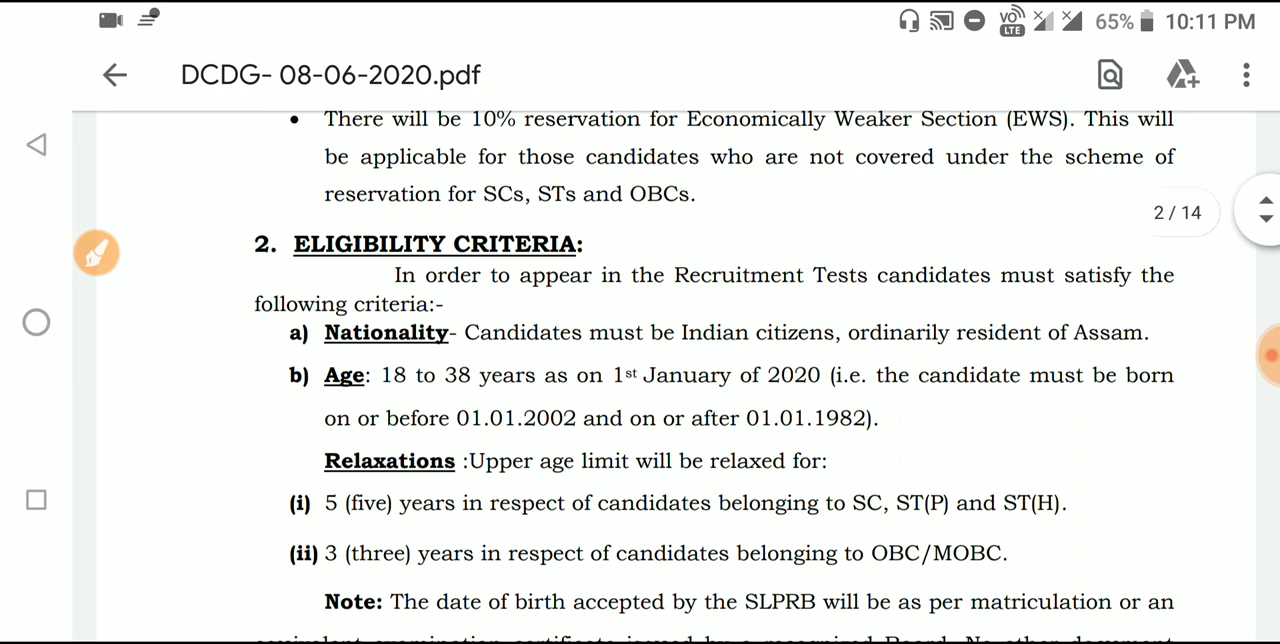 VO LTE 65% 10:11 PM
DCDG- 08-06-2020.pdf
• There will be 10% reservation for Economically Weaker Section (EWS). This will
be applicable for those candidates who are not covered under the scheme of
reservation for SCs, STs and OBCs.
2 / 14
2. ELIGIBILITY CRITERIA:
In order to appear in the Recruitment Tests candidates must satisfy the
following criteria:-
a) Nationality- Candidates must be Indian citizens, ordinarily resident of Assam.
b) Age: 18 to 38 years as on 1st January of 2020 (i.e. the candidate must be born
on or before 01.01.2002 and on or after 01.01.1982).
Relaxations :Upper age limit will be relaxed for:
(i) 5 (five) years in respect of candidates belonging to SC, ST(P) and ST(H).
(ii) 3 (three) years in respect of candidates belonging to OBC/MOBC.
Note: The date of birth accepted by the SLPRB will be as per matriculation or an